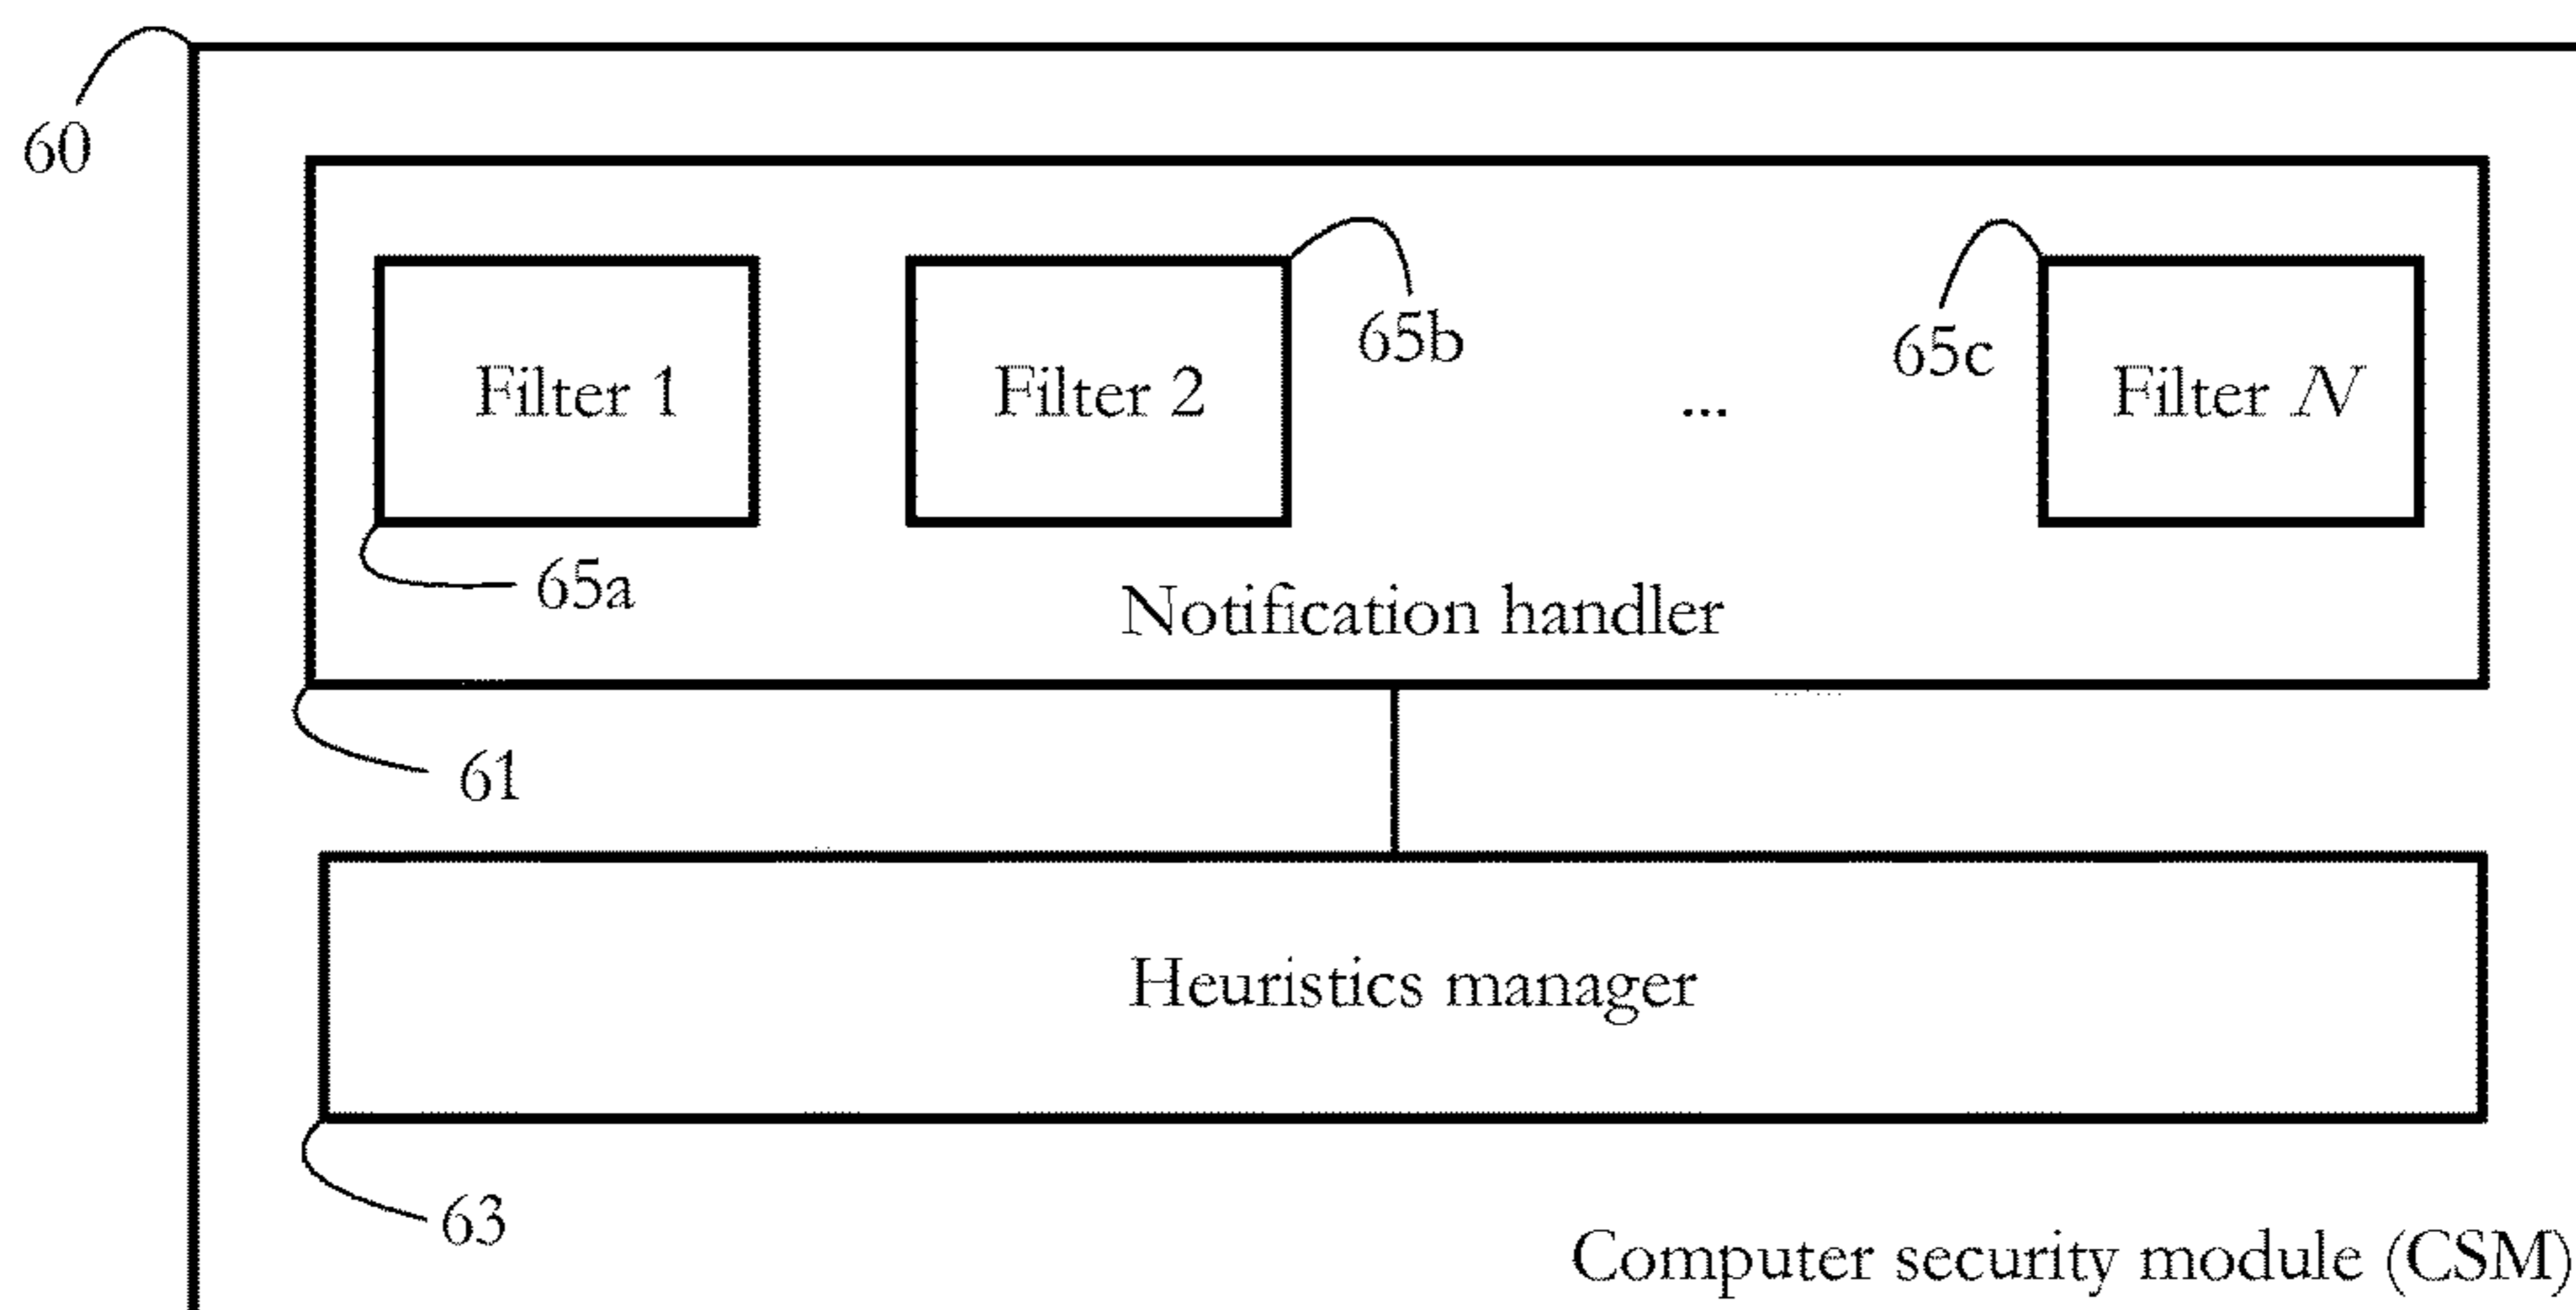 60
65b
65c
Filter 1
Filter 2
...
Filter N
65a
Notification handler
61
Heuristics manager
63
Computer security module (CSM)